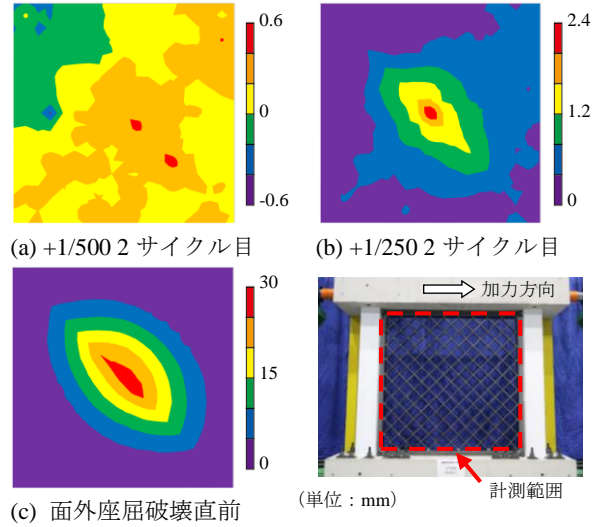 0.6
0
-0.6
(a) +1/500 2 サイクル目
2.4
1.2
0
(b) +1/250 2 サイクル目
30
15
0
(c) 面外座屈破壊直前
加力方向
計測範囲
(単位：mm)